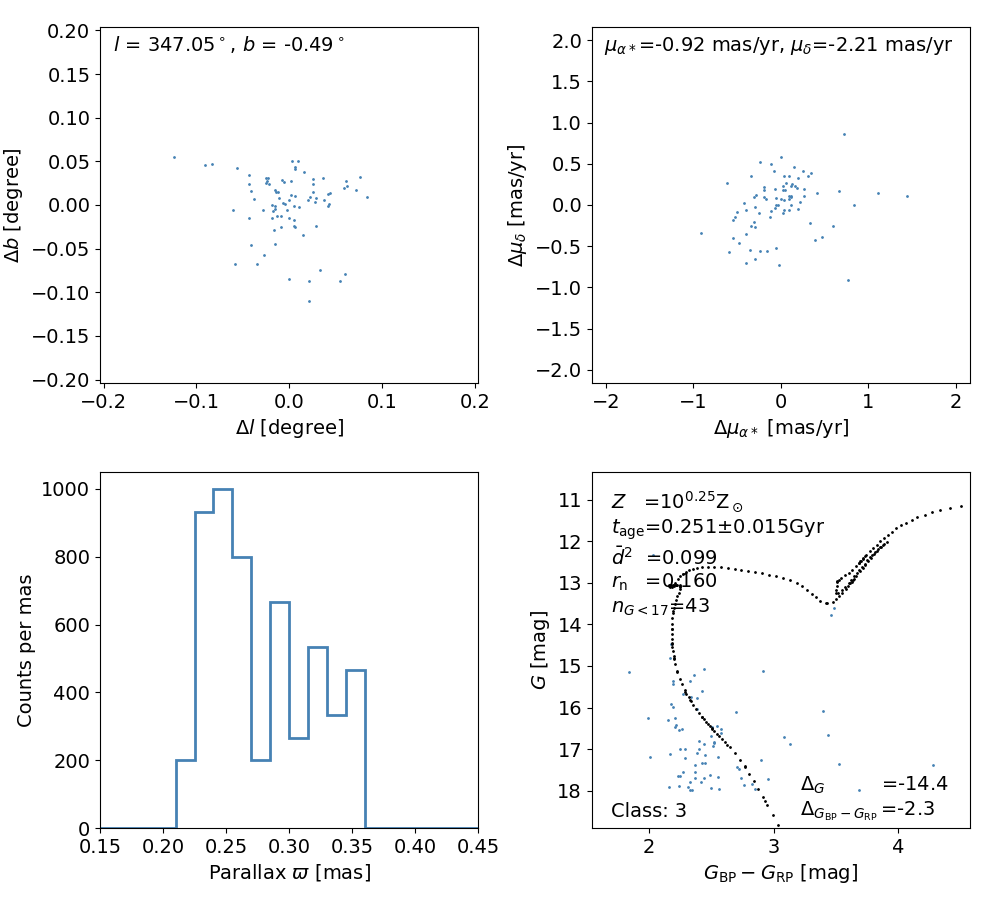 l = 347.05°, b = -0.49°
0.20
0.15
0.10
0.05
0.00
−0.05
−0.10
−0.15
−0.20
−0.2
−0.1
0.0
0.1
0.2
Δb [degree]
Δl [degree]
μα*=-0.92 mas/yr, μδ=-2.21 mas/yr
2.0
1.5
1.0
0.5
0.0
−0.5
−1.0
−1.5
−2.0
−2
−1
0
1
2
Δμδ [mas/yr]
Δμα* [mas/yr]
1000
800
600
400
200
0
0.15
0.20
0.25
0.30
0.35
0.40
0.45
Counts per mas
Parallax ϖ [mas]
Z =10^0.25 Z⊙
t_age=0.251±0.015Gyr
d̄² =0.099
r_n =0.160
n_G<17=43
11
12
13
14
15
16
17
18
2
3
4
Δ_G =-14.4
Δ_G_BP−G_RP =-2.3
Class: 3
G [mag]
G_BP − G_RP [mag]